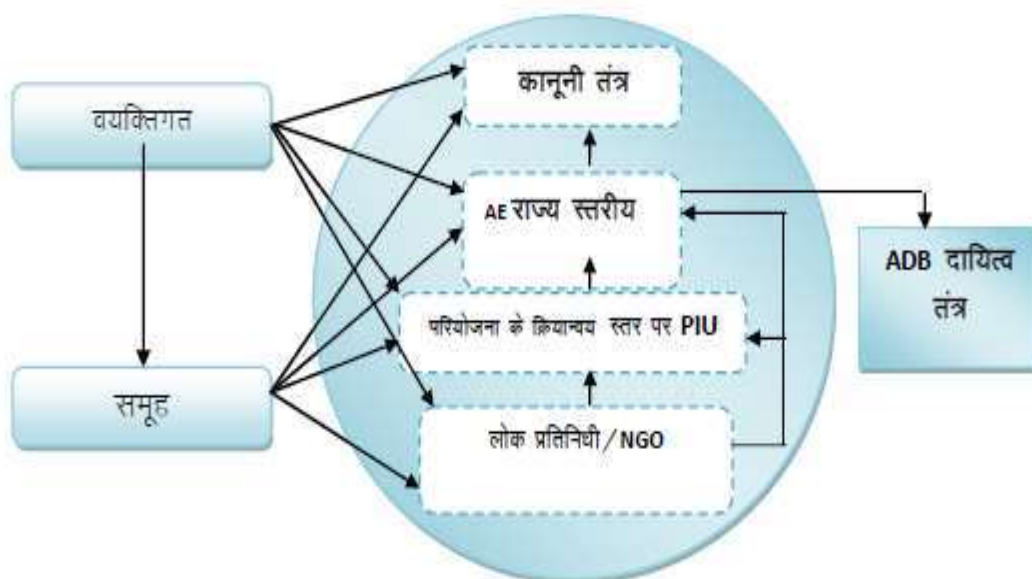 कानूनी तंत्र
वयक्तिगत
AE राज्य स्तरीय
ADB दायित्व
तंत्र
परियोजना के क्रियान्वय स्तर पर PIU
समूह
लोक प्रतिनिधी/NGO